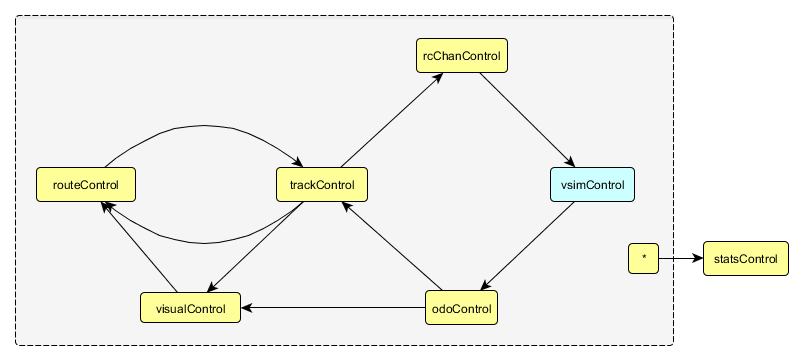 rcChanControl
routeControl
trackControl
vsimControl
*
statsControl
visualControl
odoControl